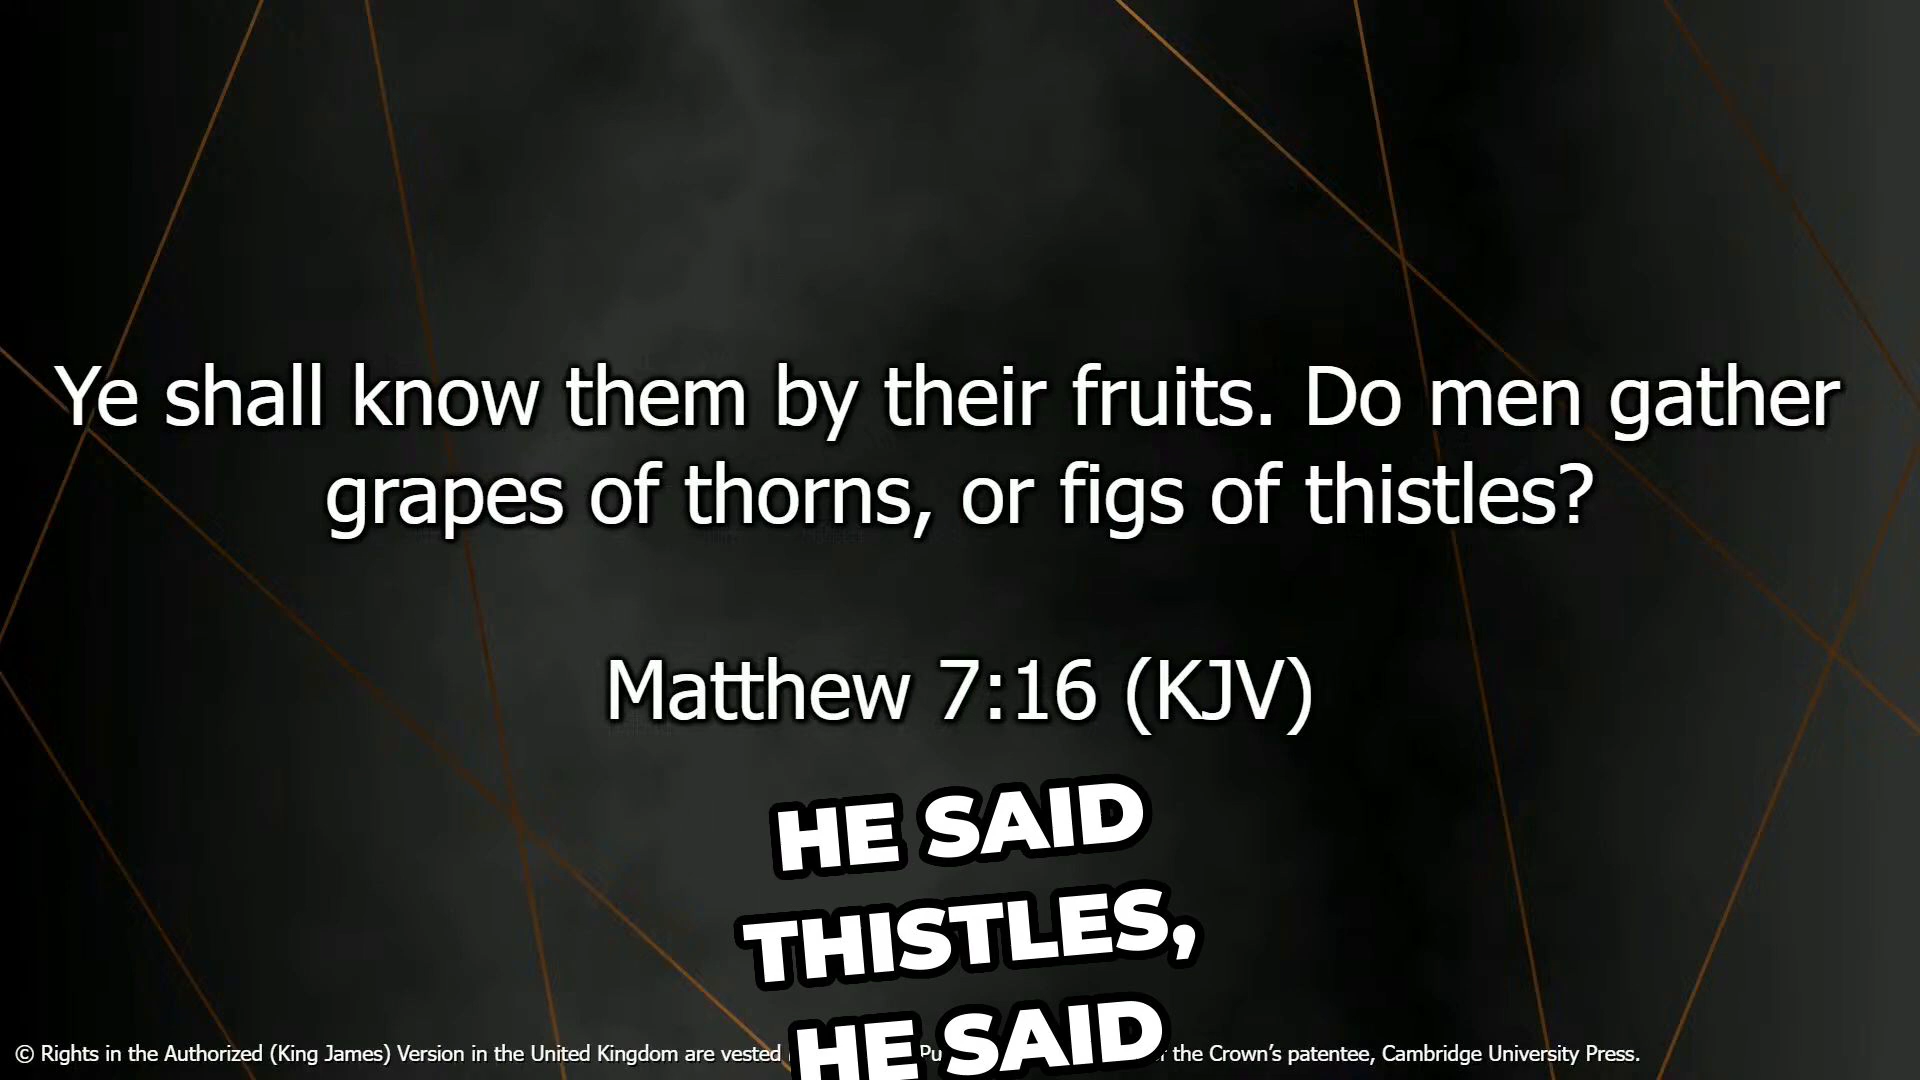 Ye shall know them by their fruits. Do men gather
grapes of thorns, or figs of thistles?
Matthew 7:16 (KJV)
HE SAID
THISTLES,
HE SAID
© Rights in the Authorized (King James) Version in the United Kingdom are vested the Crown’s patentee, Cambridge University Press.